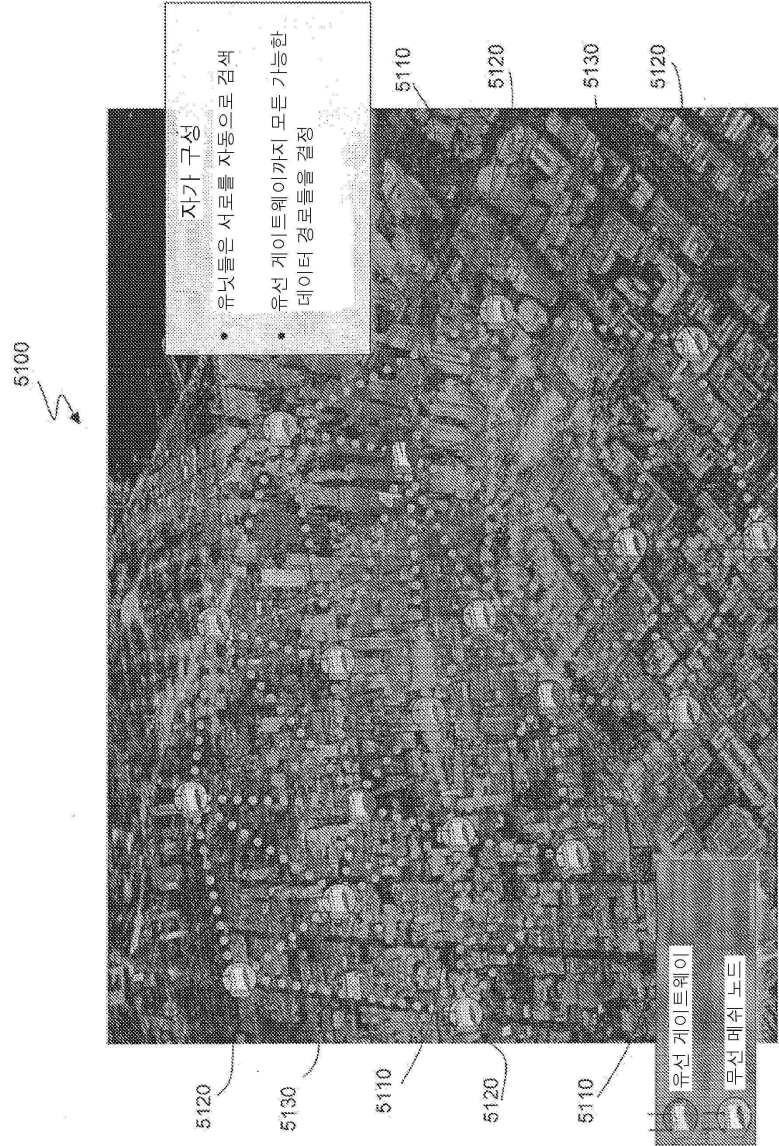 5100
자가 구성
• 유닛들은 서로를 자동으로 검색
• 유선 게이트웨이까지 모든 가능한
데이터 경로들을 결정
5120
5130
5110
5120
5110
5110
5120
5130
5120
유선 게이트웨이
무선 메쉬 노드